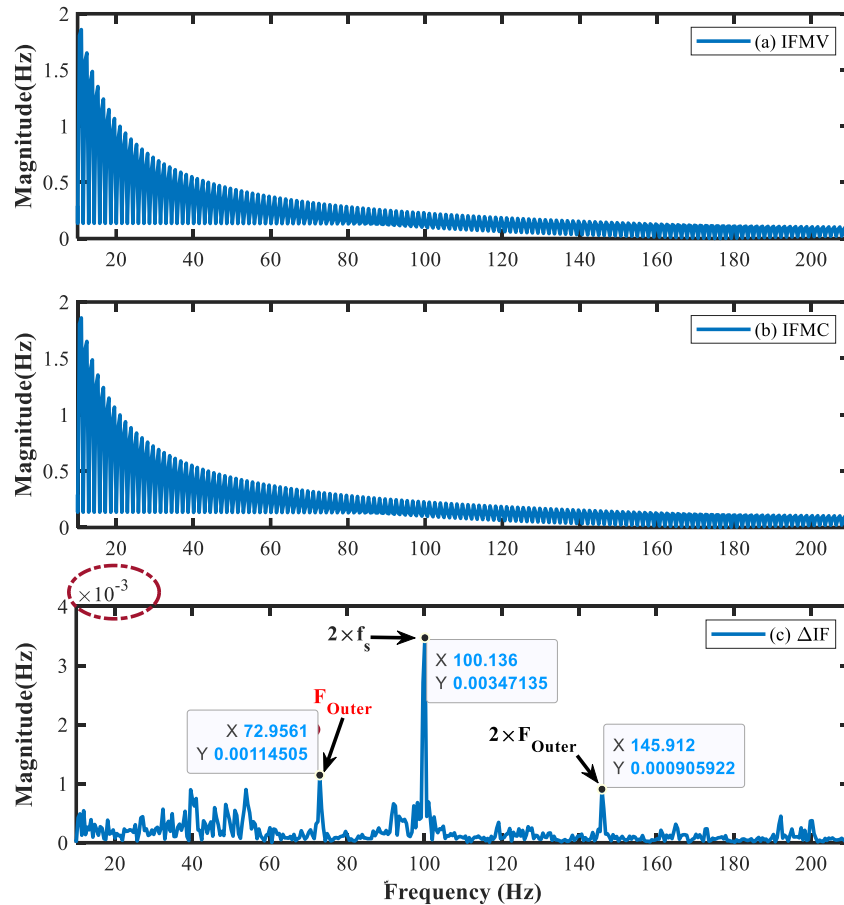 2
1.5
1
0.5
0
Magnitude(Hz)
(a) IFMV
20 40 60 80 100 120 140 160 180 200
2
1.5
1
0.5
0
Magnitude(Hz)
(b) IFMC
20 40 60 80 100 120 140 160 180 200
×10⁻³
4
3
2
1
0
Magnitude(Hz)
(c) ΔIF
2×f_s
X 100.136
Y 0.00347135
F_Outer
X 72.9561
Y 0.00114505
2×F_Outer
X 145.912
Y 0.000905922
20 40 60 80 100 120 140 160 180 200
Frequency (Hz)